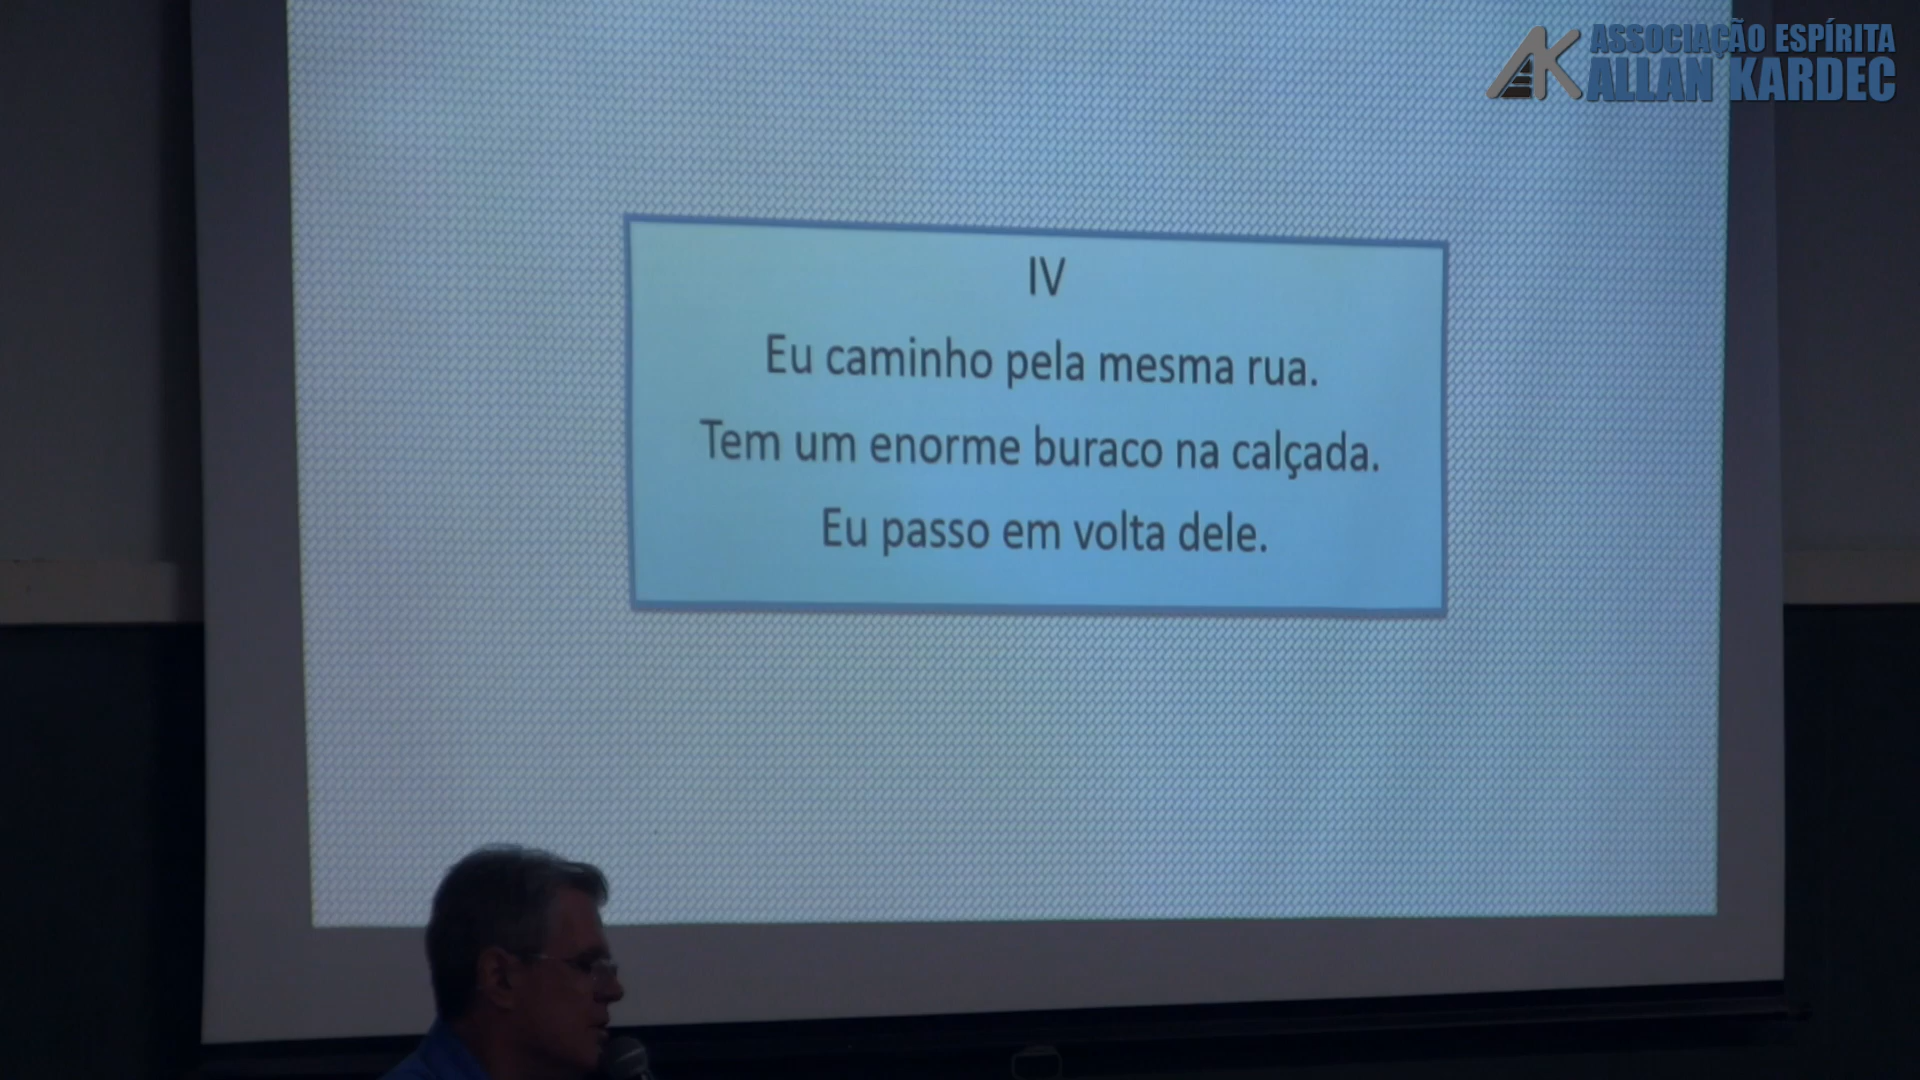 ASSOCIAÇÃO ESPÍRITA
AK ALLAN KARDEC
IV
Eu caminho pela mesma rua.
Tem um enorme buraco na calçada.
Eu passo em volta dele.